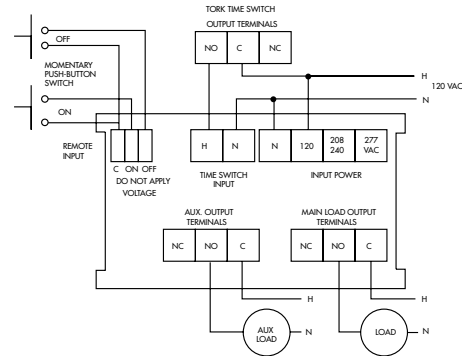 TORK TIME SWITCH
OUTPUT TERMINALS
NO C NC
OFF
MOMENTARY
PUSH-BUTTON
SWITCH
ON
H
120 VAC
N
REMOTE
INPUT
C ON OFF
DO NOT APPLY
VOLTAGE
H N
TIME SWITCH
INPUT
N 120 208 277
240 VAC
INPUT POWER
AUX. OUTPUT
TERMINALS
NC NO C
MAIN LOAD OUTPUT
TERMINALS
NC NO C
H
AUX
LOAD
N
H
LOAD
N